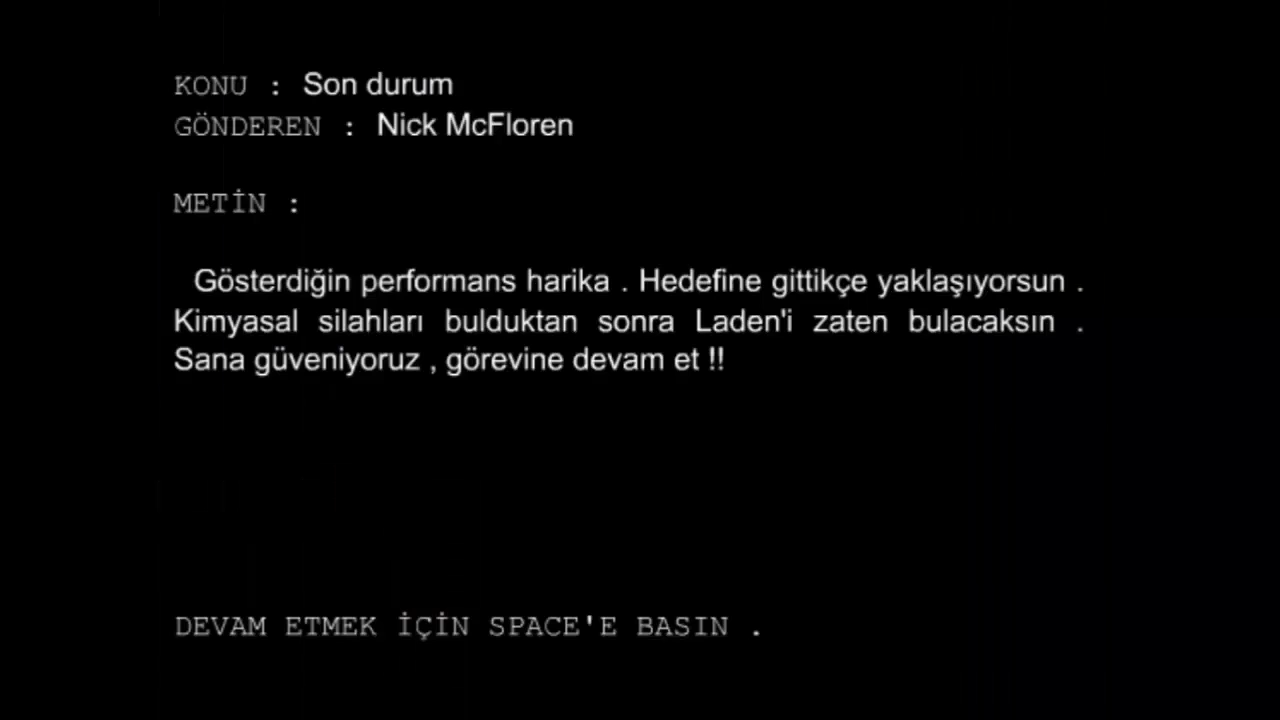 KONU : Son durum
GÖNDEREN : Nick McFloren
METİN :
Gösterdiğin performans harika . Hedefine gittikçe yaklaşıyorsun .
Kimyasal silahları bulduktan sonra Laden'i zaten bulacaksın .
Sana güveniyoruz , görevine devam et !!
DEVAM ETMEK İÇİN SPACE'E BASIN .